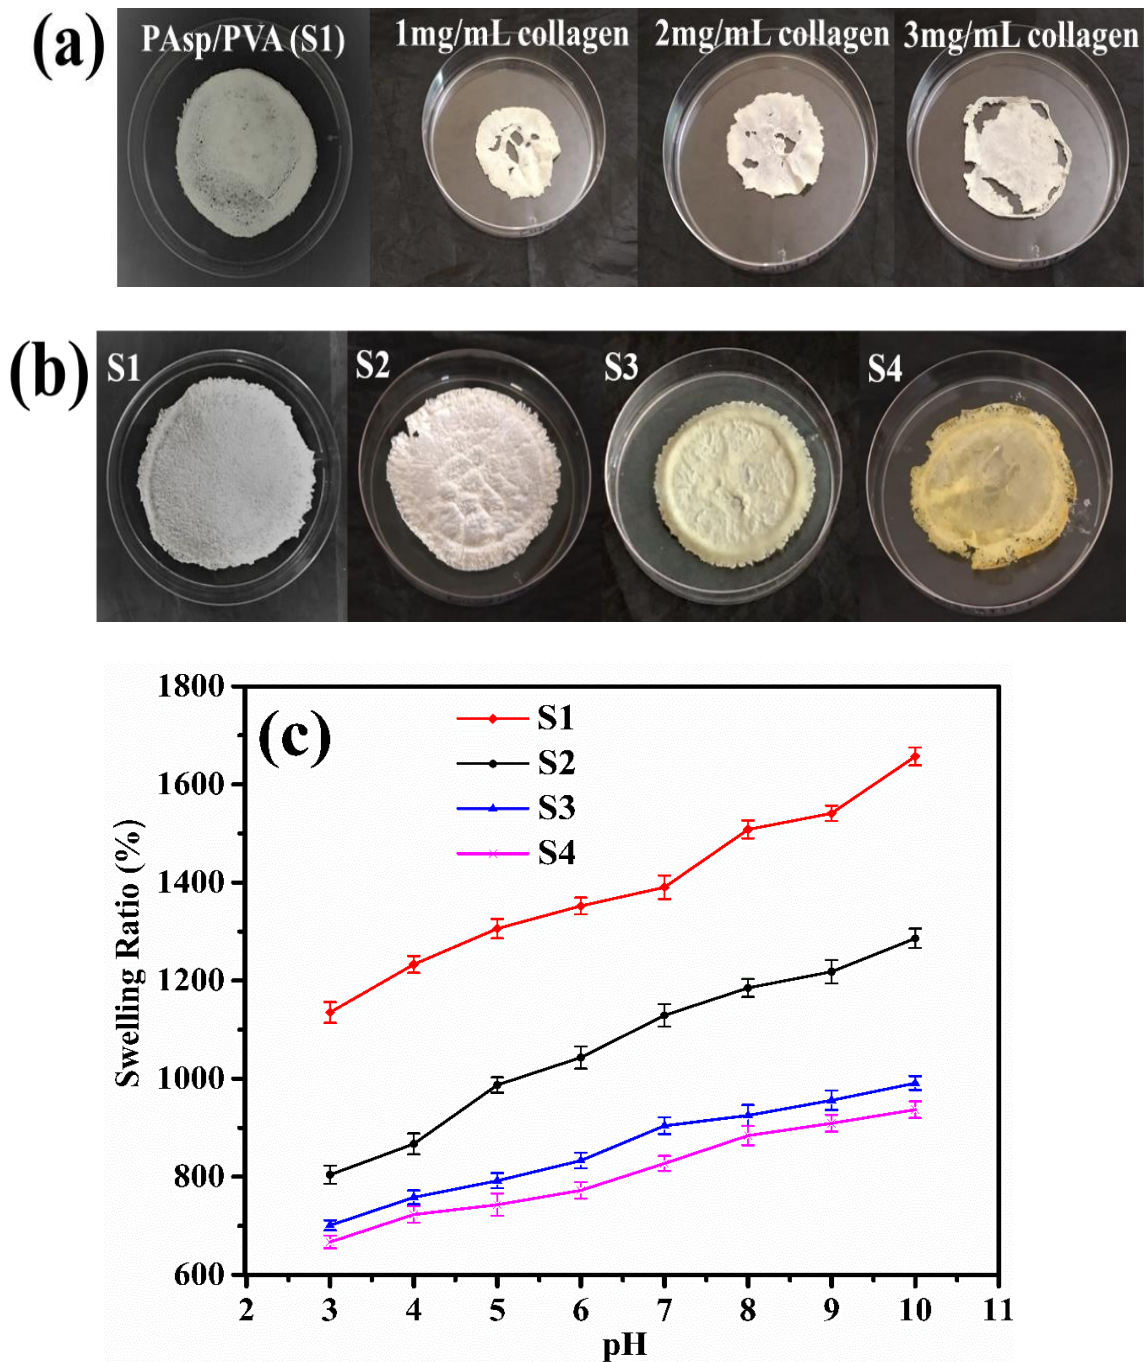 (a)
PAsp/PVA (S1)
1mg/mL collagen
2mg/mL collagen
3mg/mL collagen
(b)
S1
S2
S3
S4
(c)
S1
S2
S3
S4
Swelling Ratio (%)
1800
1600
1400
1200
1000
800
600
2 3 4 5 6 7 8 9 10 11
pH